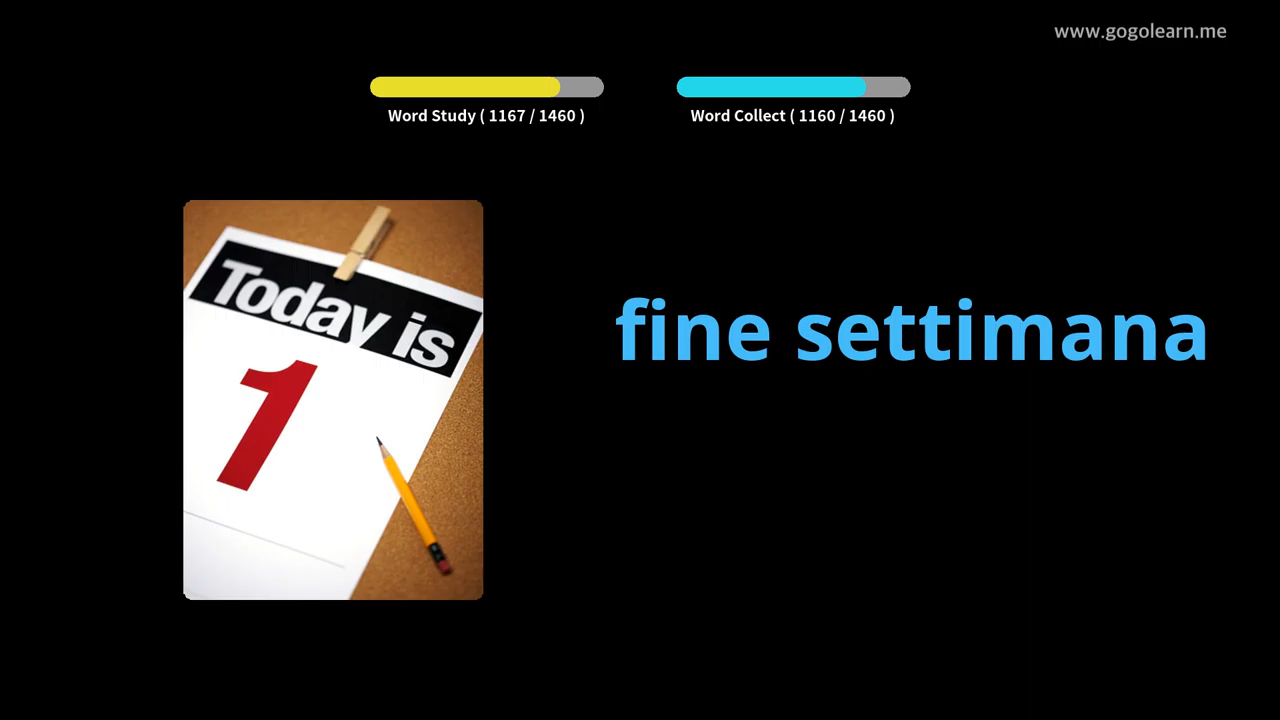 www.gogolearn.me
Word Study ( 1167 / 1460 )
Word Collect ( 1160 / 1460 )
Today is
1
fine settimana